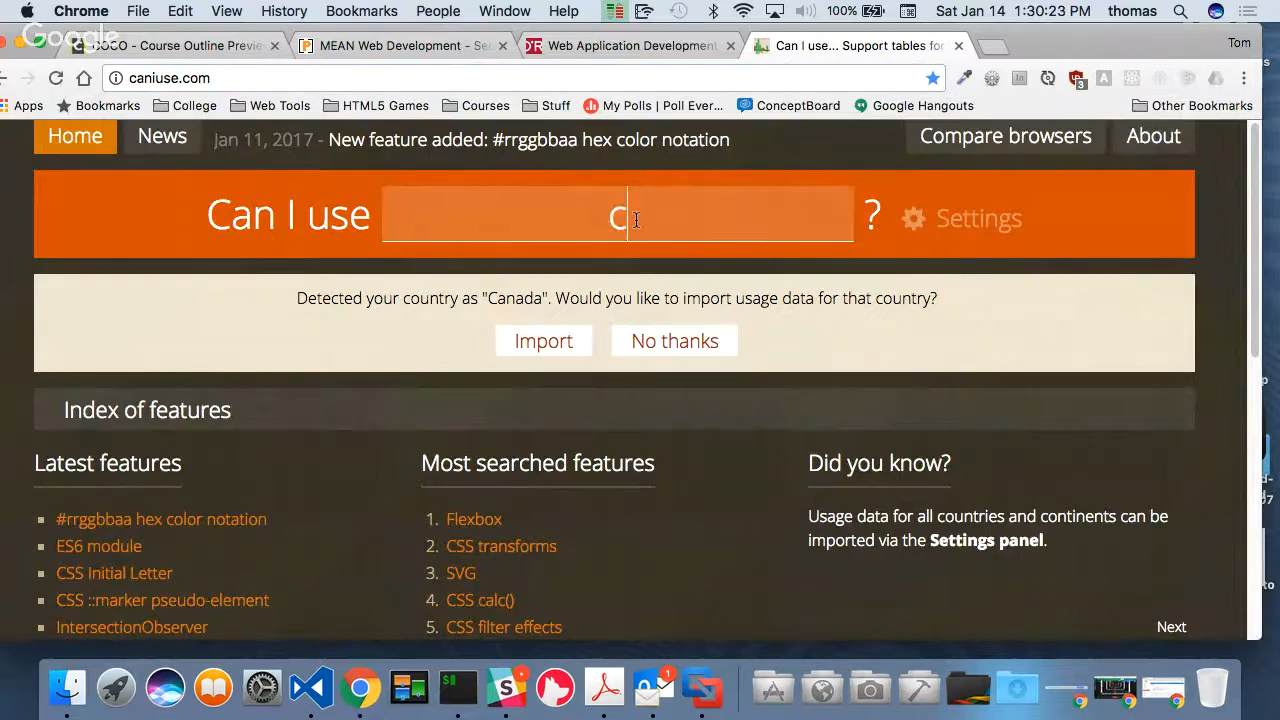 Chrome File Edit View History Bookmarks People Window Help 100% Sat Jan 14 1:30:23 PM thomas
Google
COCO - Course Outline Previe × MEAN Web Development - Sec × Web Application Development × Can I use... Support tables for × Tom
caniuse.com
Apps Bookmarks College Web Tools HTML5 Games Courses Stuff My Polls | Poll Ever... ConceptBoard Google Hangouts Other Bookmarks
Home News Jan 11, 2017 - New feature added: #rrggbbaa hex color notation Compare browsers About
Can I use c ? Settings
Detected your country as "Canada". Would you like to import usage data for that country?
Import No thanks
Index of features
Latest features
#rrggbbaa hex color notation
ES6 module
CSS Initial Letter
CSS ::marker pseudo-element
IntersectionObserver
Most searched features
1. Flexbox
2. CSS transforms
3. SVG
4. CSS calc()
5. CSS filter effects
Did you know?
Usage data for all countries and continents can be
imported via the Settings panel.
Next